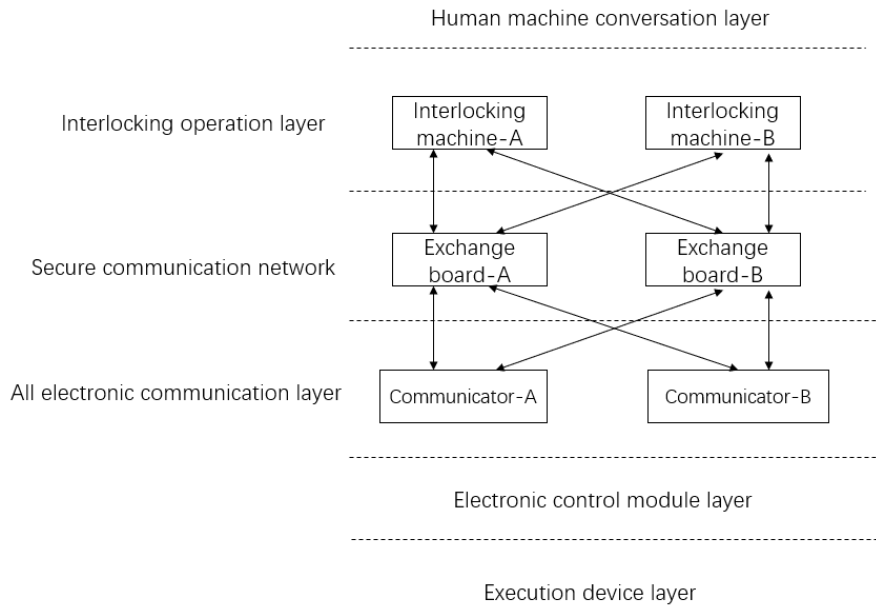 Human machine conversation layer
Interlocking operation layer
Interlocking
machine-A
Interlocking
machine-B
Secure communication network
Exchange
board-A
Exchange
board-B
All electronic communication layer
Communicator-A
Communicator-B
Electronic control module layer
Execution device layer